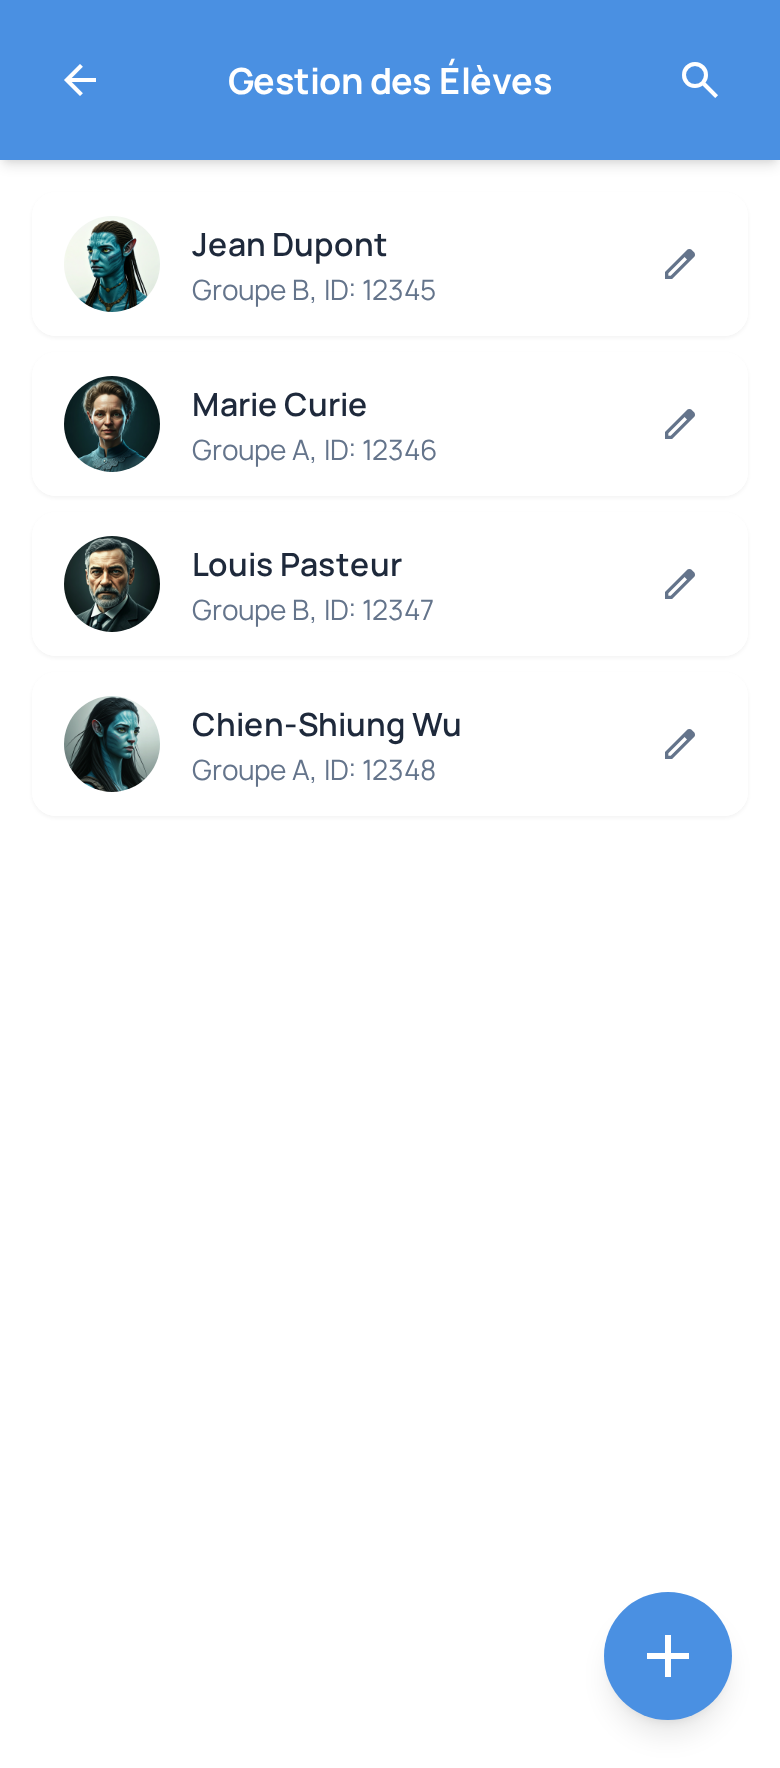 Gestion des Élèves
Jean Dupont
Groupe B, ID: 12345
Marie Curie
Groupe A, ID: 12346
Louis Pasteur
Groupe B, ID: 12347
Chien-Shiung Wu
Groupe A, ID: 12348